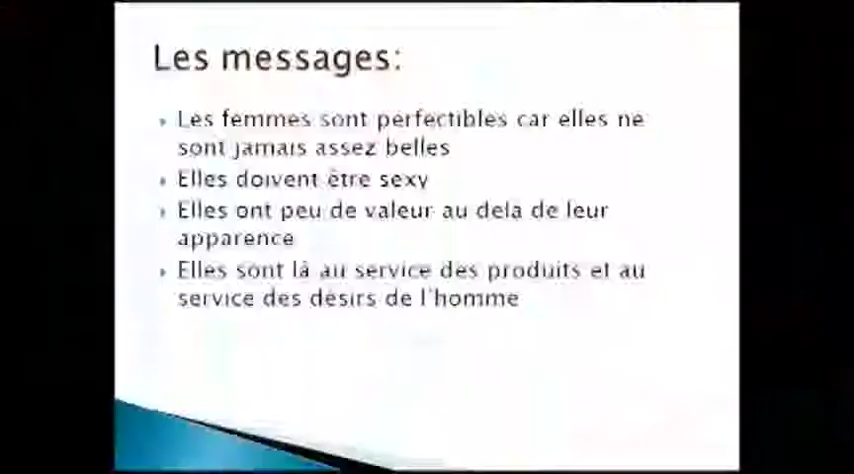 Les messages:
Les femmes sont perfectibles car elles ne
sont jamais assez belles
Elles doivent être sexy
Elles ont peu de valeur au delà de leur
apparence
Elles sont là au service des produits et au
service des désirs de l'homme